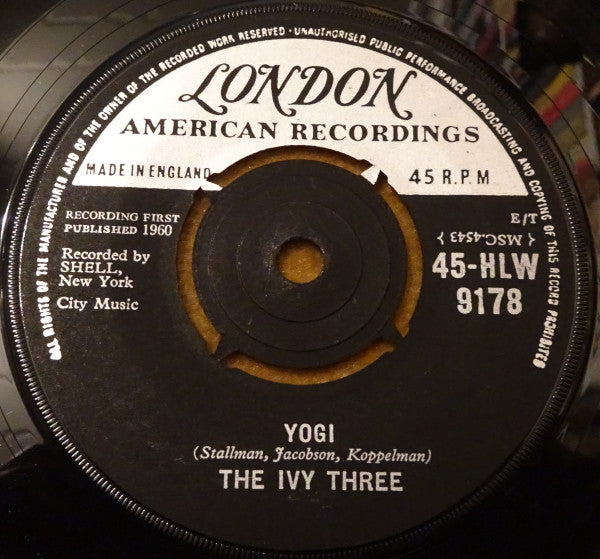 ALL RIGHTS OF THE MANUFACTURER AND OF THE OWNER OF THE RECORDED WORK RESERVED · UNAUTHORISED PUBLIC PERFORMANCE BROADCASTING AND COPYING OF THIS RECORD PROHIBITED
LONDON
AMERICAN RECORDINGS
MADE IN ENGLAND
45 R.P.M
RECORDING FIRST
PUBLISHED 1960
Recorded by
SHELL,
New York
City Music
E/T
{ MSC.4543 }
45-HLW
9178
YOGI
(Stallman, Jacobson, Koppelman)
THE IVY THREE